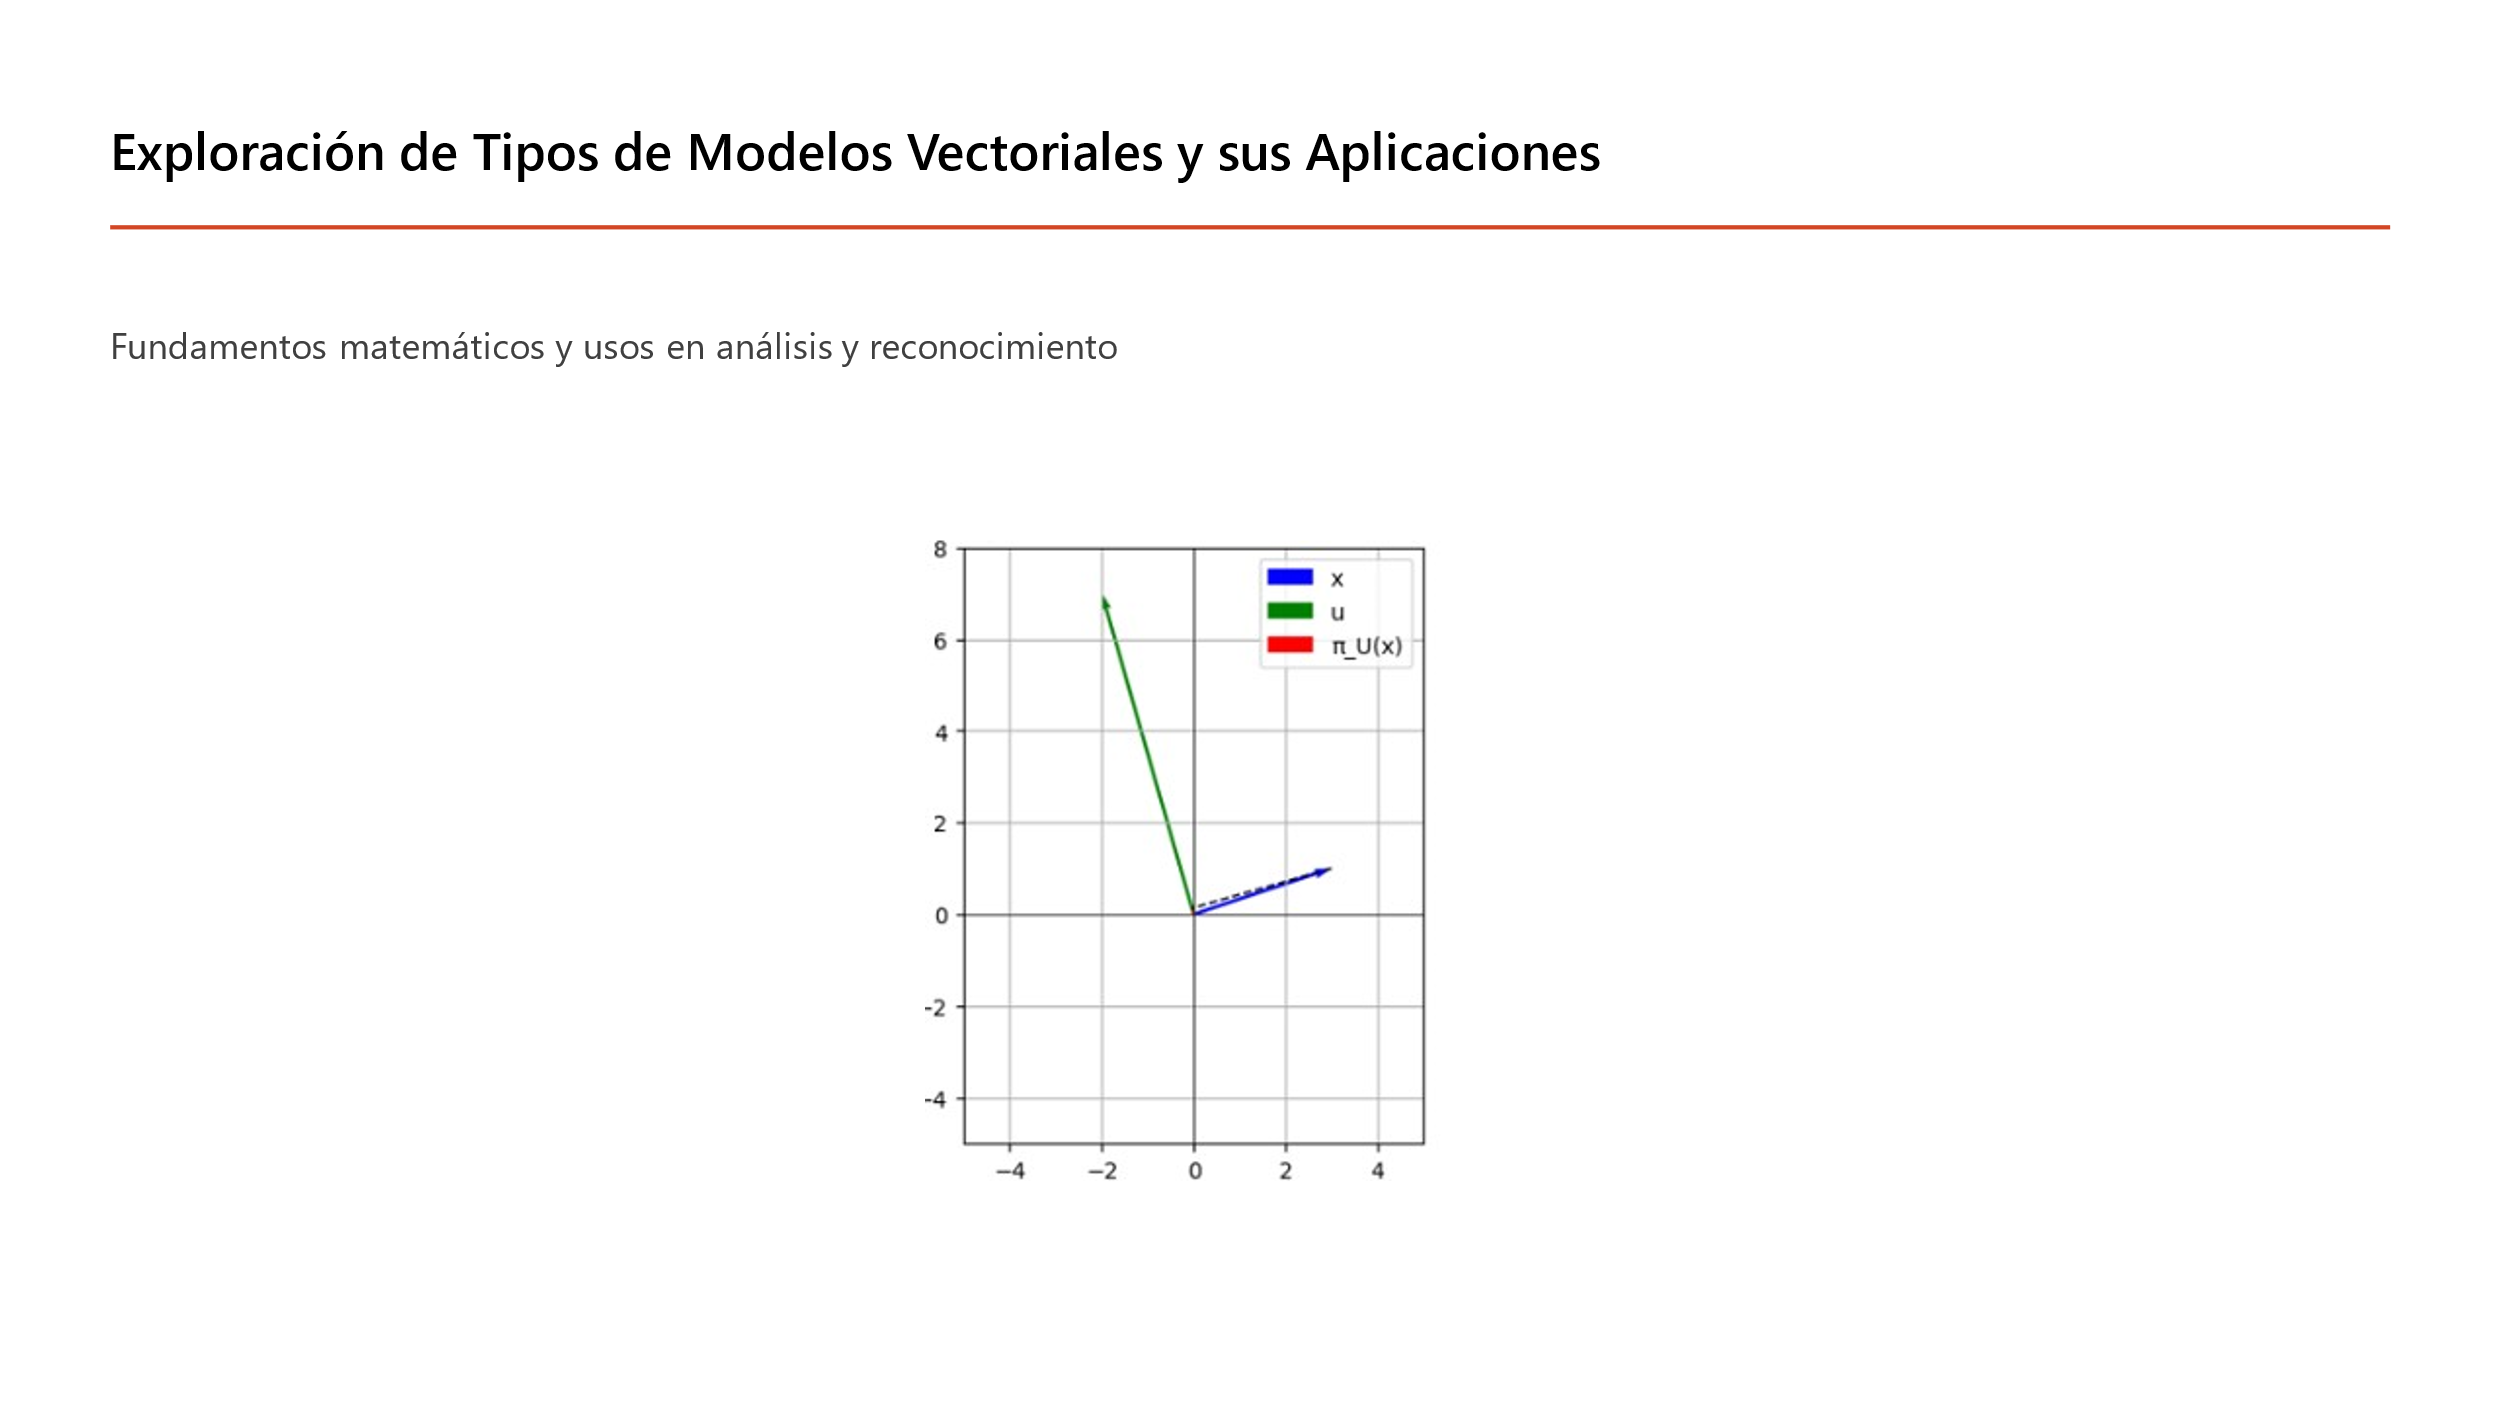 Exploración de Tipos de Modelos Vectoriales y sus Aplicaciones
Fundamentos matemáticos y usos en análisis y reconocimiento
8
x
u
π_U(x)
6
4
2
0
-2
-4
−4 −2 0 2 4